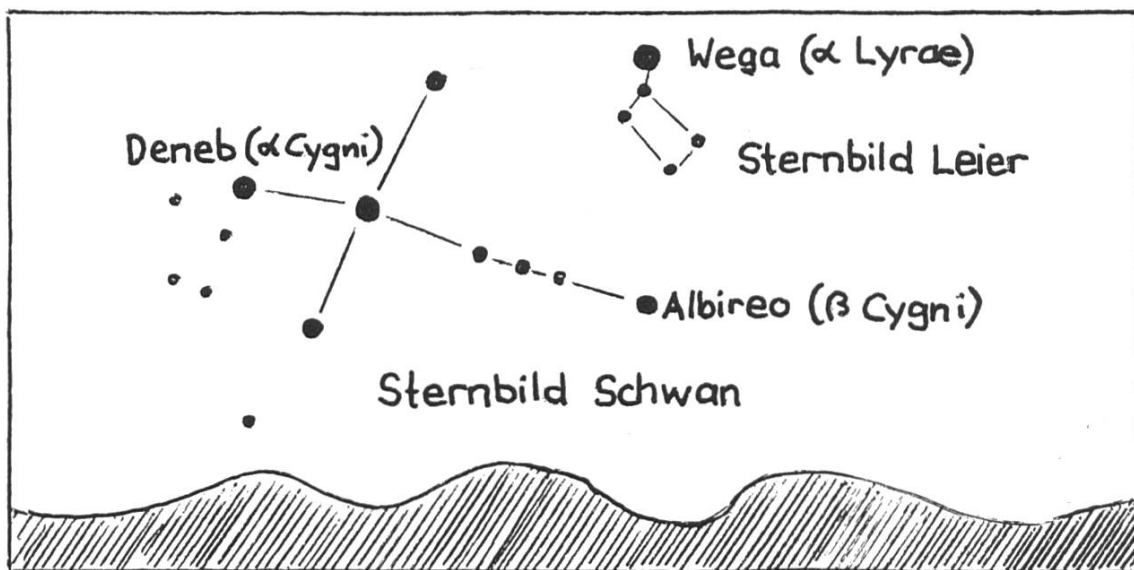 Wega (α Lyrae)
Deneb (α Cygni)
Sternbild Leier
Albireo (β Cygni)
Sternbild Schwan